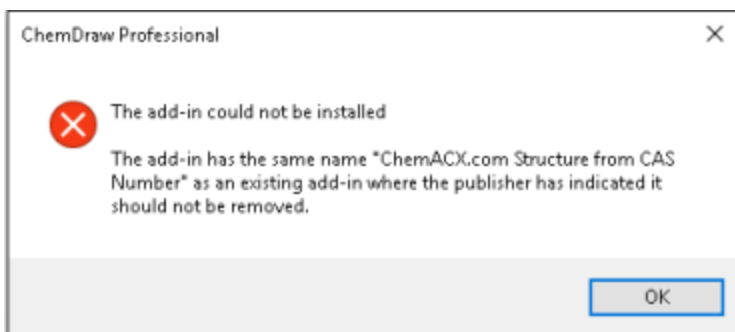 ChemDraw Professional
The add-in could not be installed
The add-in has the same name "ChemACX.com Structure from CAS
Number" as an existing add-in where the publisher has indicated it
should not be removed.
OK